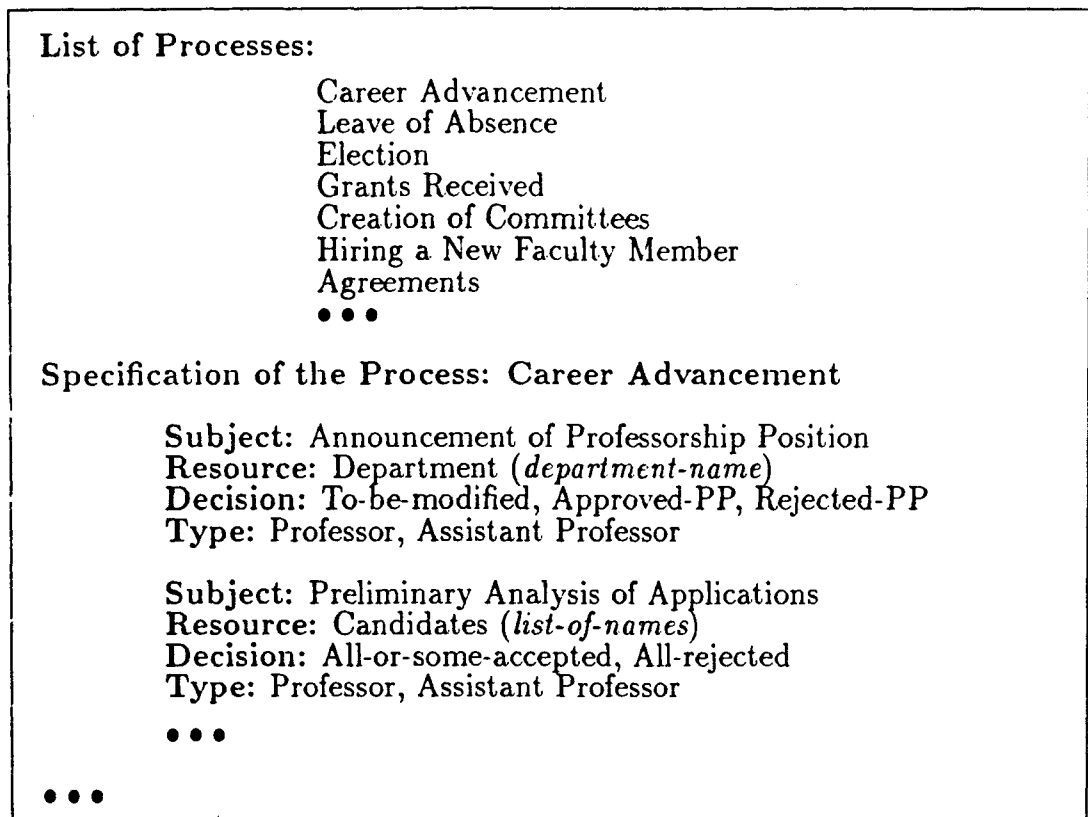 List of Processes:
Career Advancement
Leave of Absence
Election
Grants Received
Creation of Committees
Hiring a New Faculty Member
Agreements
• • •
Specification of the Process: Career Advancement
Subject: Announcement of Professorship Position
Resource: Department (department-name)
Decision: To-be-modified, Approved-PP, Rejected-PP
Type: Professor, Assistant Professor
Subject: Preliminary Analysis of Applications
Resource: Candidates (list-of-names)
Decision: All-or-some-accepted, All-rejected
Type: Professor, Assistant Professor
• • •
• • •